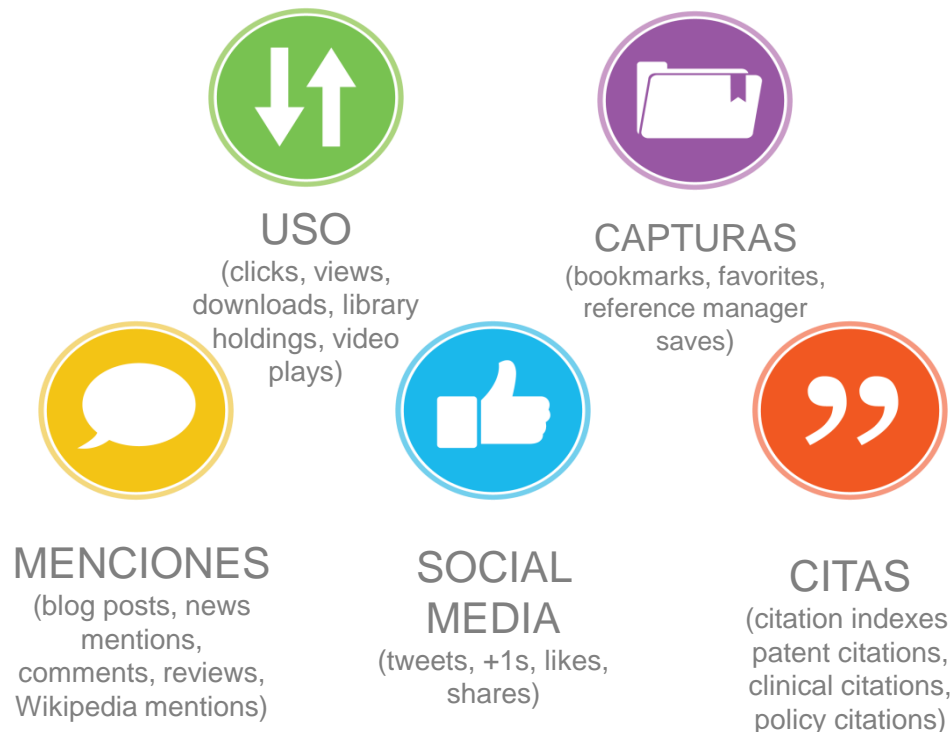 USO
(clicks, views,
downloads, library
holdings, video
plays)
CAPTURAS
(bookmarks, favorites,
reference manager
saves)
MENCIONES
(blog posts, news
mentions,
comments, reviews,
Wikipedia mentions)
SOCIAL
MEDIA
(tweets, +1s, likes,
shares)
CITAS
(citation indexes
patent citations,
clinical citations,
policy citations)